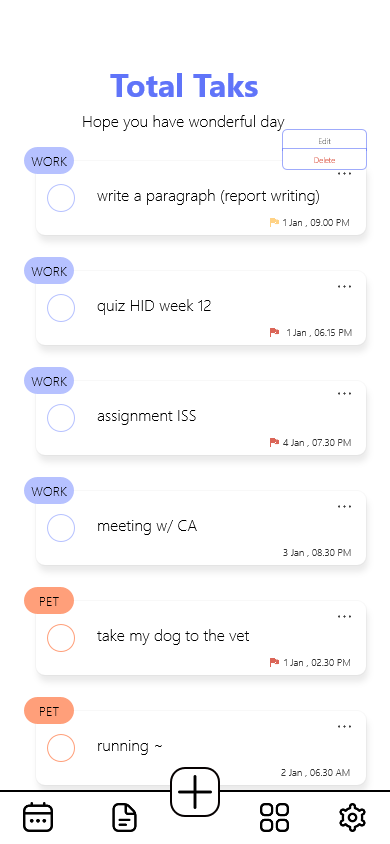 Total Taks
Hope you have wonderful day
Edit
Delete
WORK
write a paragraph (report writing)
1 Jan , 09.00 PM
WORK
quiz HID week 12
1 Jan , 06.15 PM
WORK
assignment ISS
4 Jan , 07.30 PM
WORK
meeting w/ CA
3 Jan , 08.30 PM
PET
take my dog to the vet
1 Jan , 02.30 PM
PET
running ~
2 Jan , 06.30 AM